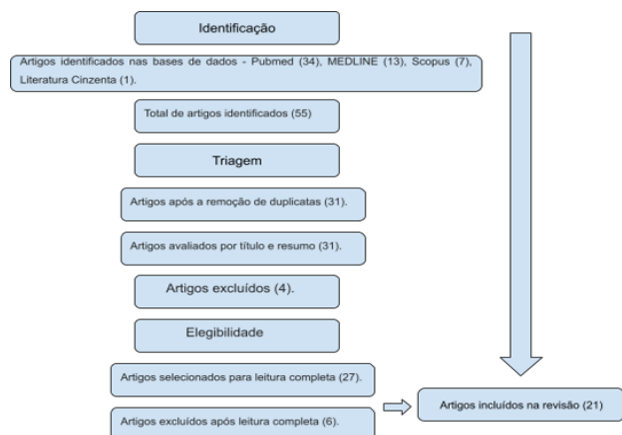 Identificação
Artigos identificados nas bases de dados - Pubmed (34), MEDLINE (13), Scopus (7),
Literatura Cinzenta (1).
Total de artigos identificados (55)
Triagem
Artigos após a remoção de duplicatas (31).
Artigos avaliados por título e resumo (31).
Artigos excluídos (4).
Elegibilidade
Artigos selecionados para leitura completa (27).
Artigos excluídos após leitura completa (6).
Artigos incluídos na revisão (21)